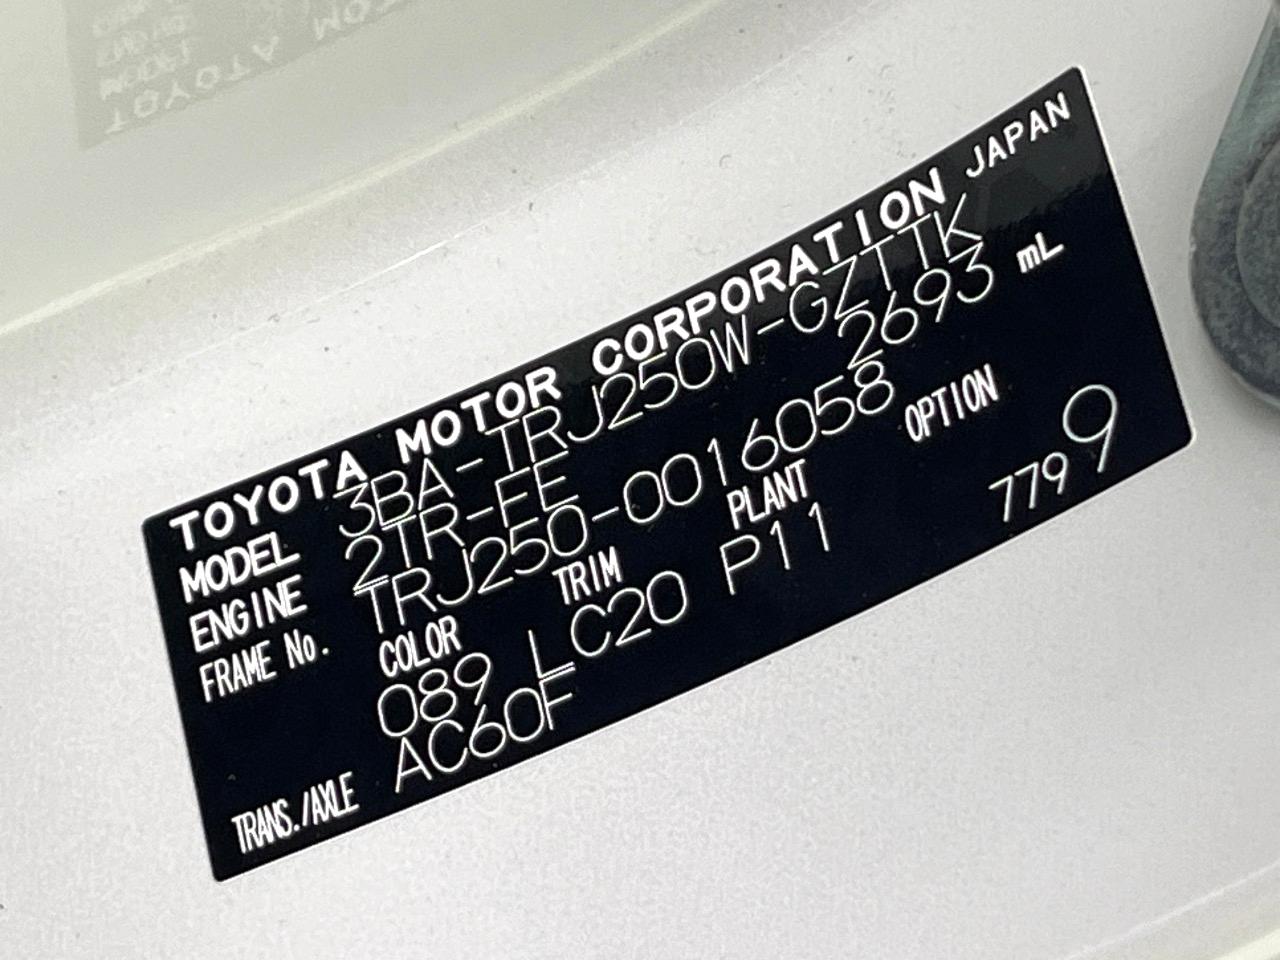 TOYOTA MOTOR CORPORATION JAPAN
MODEL 3BA-TRJ250W-GZTTK
ENGINE 2TR-FE 2693 mL
FRAME No. TRJ250-0016058
COLOR TRIM PLANT OPTION
089 LC20 P11 779 9
TRANS./AXLE AC60F